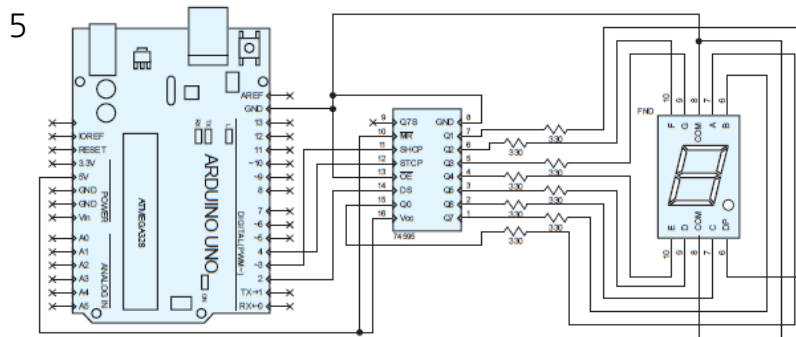 5
AREF
GND
IOREF
RESET
3.3V
5V
GND
GND
Vin
A0
A1
A2
A3
A4
A5
POWER
ANALOG IN
ATMEGA328
ARDUINO UNO
RX
TX
L
ON
DIGITAL(PWM~)
13
12
~11
~10
~9
8
7
~6
~5
4
~3
2
TX→1
RX←0
9 Q7S GND 8
10 MR Q1 7
11 SHCP Q2 6
12 STCP Q3 5
13 OE Q4 4
14 DS Q5 3
15 Q0 Q6 2
16 Vcc Q7 1
74595
330
330
330
330
330
330
330
330
FND
10 9 8 7 6
F G COM A B
E D COM C DP
10 9 8 7 6